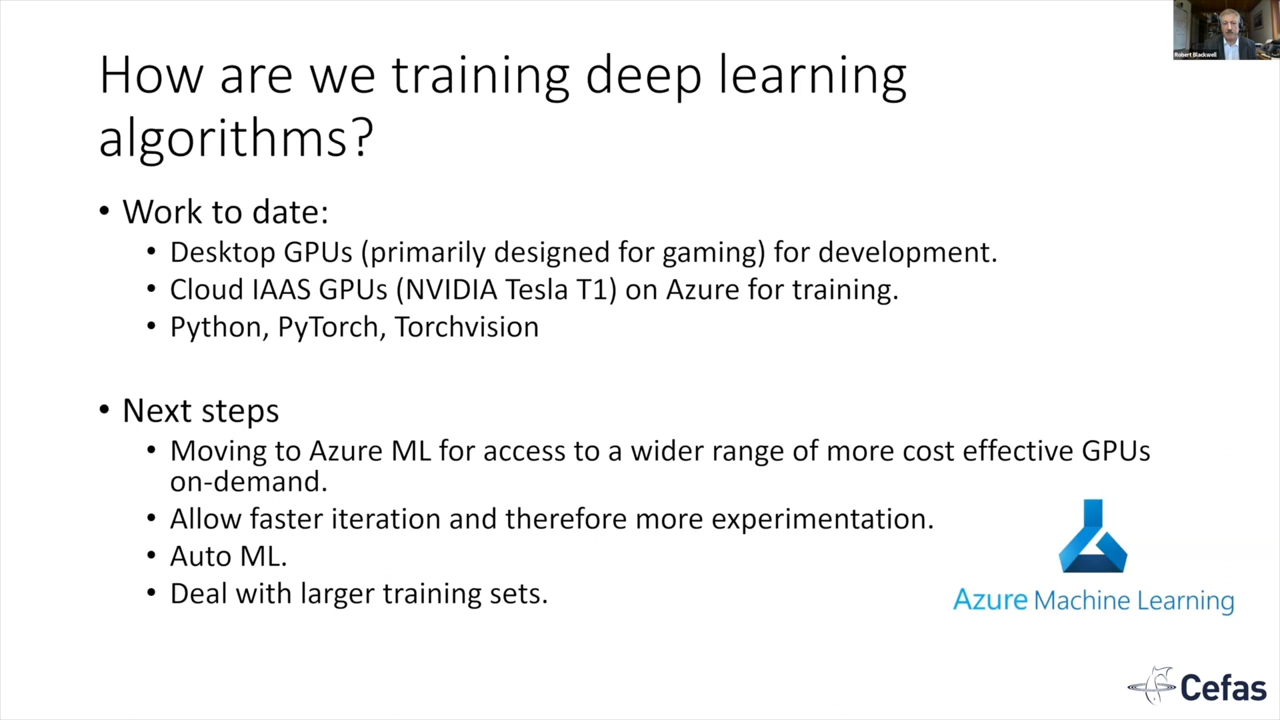 Robert Blackwell
How are we training deep learning
algorithms?
• Work to date:
• Desktop GPUs (primarily designed for gaming) for development.
• Cloud IAAS GPUs (NVIDIA Tesla T1) on Azure for training.
• Python, PyTorch, Torchvision
• Next steps
• Moving to Azure ML for access to a wider range of more cost effective GPUs
on-demand.
• Allow faster iteration and therefore more experimentation.
• Auto ML.
• Deal with larger training sets.
Azure Machine Learning
Cefas